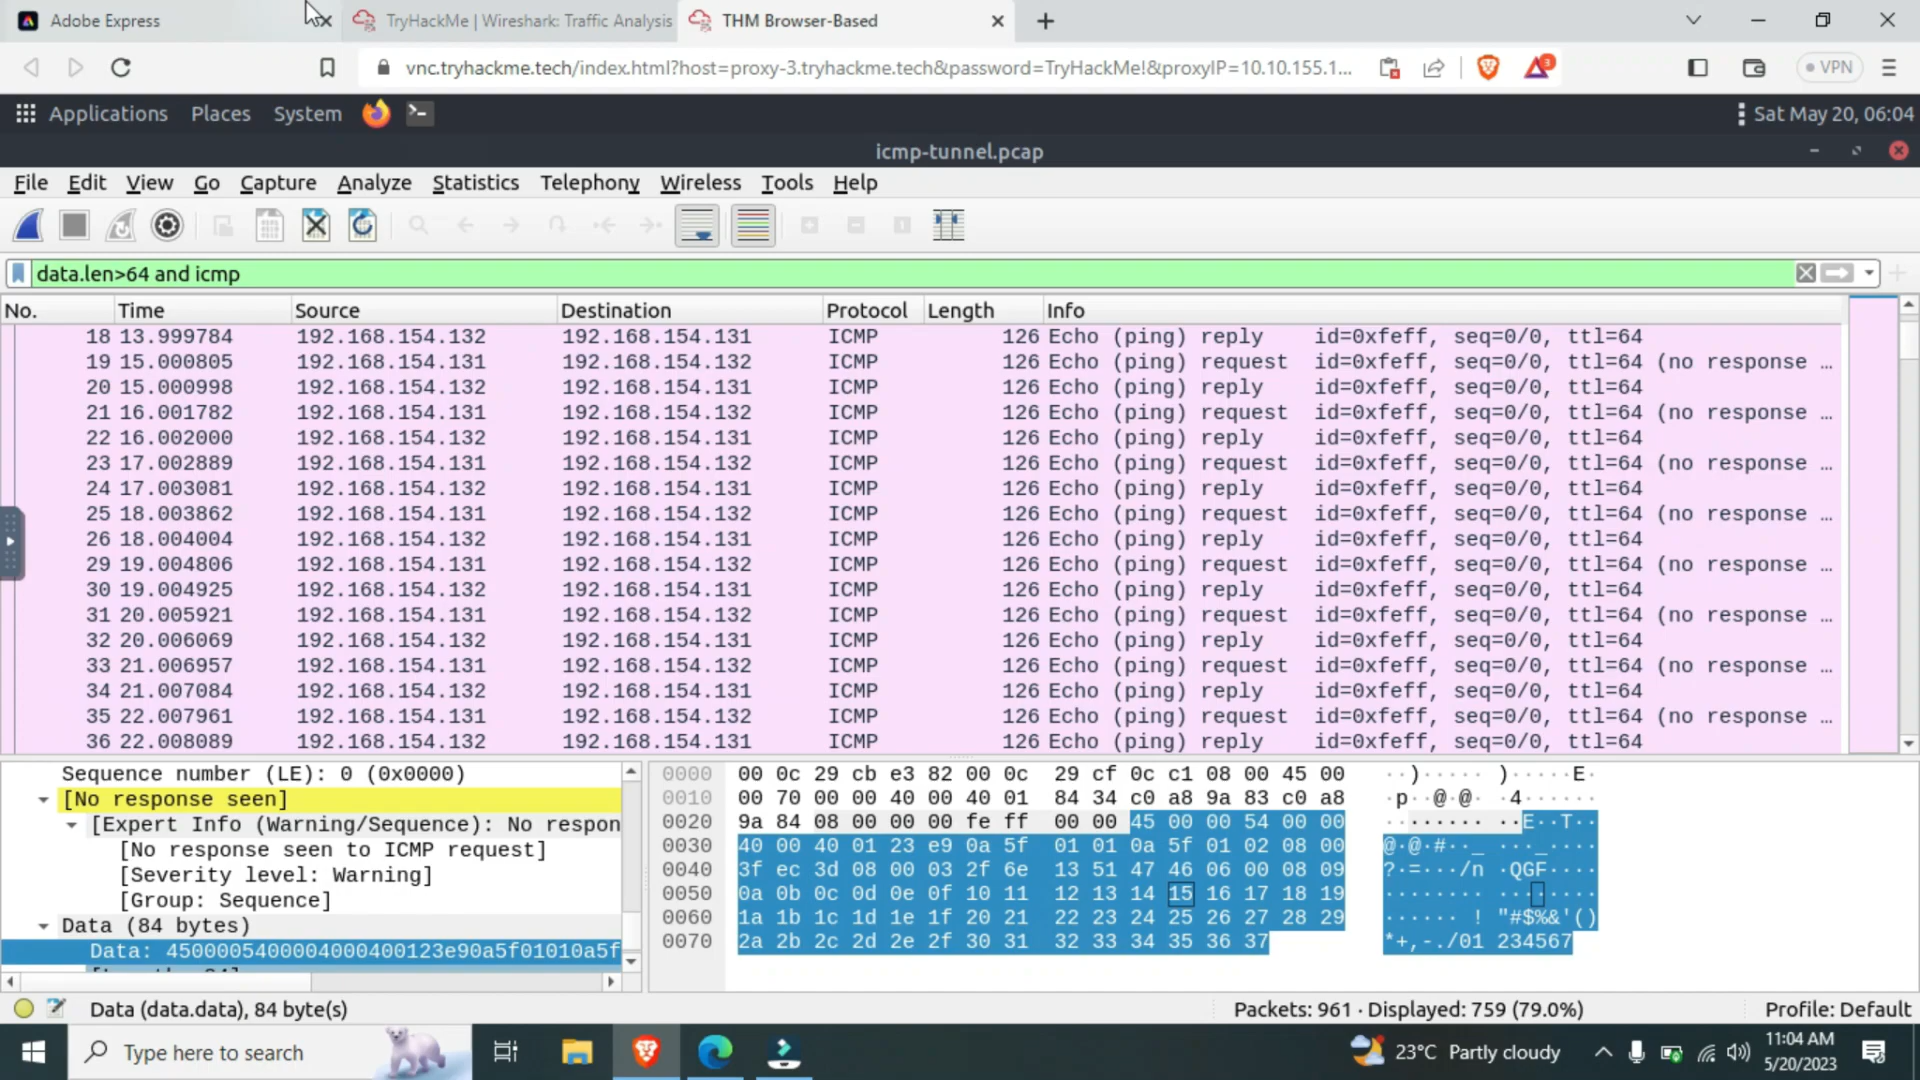 Adobe Express
TryHackMe | Wireshark: Traffic Analysis
THM Browser-Based
vnc.tryhackme.tech/index.html?host=proxy-3.tryhackme.tech&password=TryHackMe!&proxyIP=10.10.155.1...
3
VPN
Applications Places System
Sat May 20, 06:04
icmp-tunnel.pcap
File Edit View Go Capture Analyze Statistics Telephony Wireless Tools Help
data.len>64 and icmp
No. Time Source Destination Protocol Length Info
18 13.999784 192.168.154.132 192.168.154.131 ICMP 126 Echo (ping) reply id=0xfeff, seq=0/0, ttl=64
19 15.000805 192.168.154.131 192.168.154.132 ICMP 126 Echo (ping) request id=0xfeff, seq=0/0, ttl=64 (no response …
20 15.000998 192.168.154.132 192.168.154.131 ICMP 126 Echo (ping) reply id=0xfeff, seq=0/0, ttl=64
21 16.001782 192.168.154.131 192.168.154.132 ICMP 126 Echo (ping) request id=0xfeff, seq=0/0, ttl=64 (no response …
22 16.002000 192.168.154.132 192.168.154.131 ICMP 126 Echo (ping) reply id=0xfeff, seq=0/0, ttl=64
23 17.002889 192.168.154.131 192.168.154.132 ICMP 126 Echo (ping) request id=0xfeff, seq=0/0, ttl=64 (no response …
24 17.003081 192.168.154.132 192.168.154.131 ICMP 126 Echo (ping) reply id=0xfeff, seq=0/0, ttl=64
25 18.003862 192.168.154.131 192.168.154.132 ICMP 126 Echo (ping) request id=0xfeff, seq=0/0, ttl=64 (no response …
26 18.004004 192.168.154.132 192.168.154.131 ICMP 126 Echo (ping) reply id=0xfeff, seq=0/0, ttl=64
29 19.004806 192.168.154.131 192.168.154.132 ICMP 126 Echo (ping) request id=0xfeff, seq=0/0, ttl=64 (no response …
30 19.004925 192.168.154.132 192.168.154.131 ICMP 126 Echo (ping) reply id=0xfeff, seq=0/0, ttl=64
31 20.005921 192.168.154.131 192.168.154.132 ICMP 126 Echo (ping) request id=0xfeff, seq=0/0, ttl=64 (no response …
32 20.006069 192.168.154.132 192.168.154.131 ICMP 126 Echo (ping) reply id=0xfeff, seq=0/0, ttl=64
33 21.006957 192.168.154.131 192.168.154.132 ICMP 126 Echo (ping) request id=0xfeff, seq=0/0, ttl=64 (no response …
34 21.007084 192.168.154.132 192.168.154.131 ICMP 126 Echo (ping) reply id=0xfeff, seq=0/0, ttl=64
35 22.007961 192.168.154.131 192.168.154.132 ICMP 126 Echo (ping) request id=0xfeff, seq=0/0, ttl=64 (no response …
36 22.008089 192.168.154.132 192.168.154.131 ICMP 126 Echo (ping) reply id=0xfeff, seq=0/0, ttl=64
Sequence number (LE): 0 (0x0000)
[No response seen]
[Expert Info (Warning/Sequence): No respon
[No response seen to ICMP request]
[Severity level: Warning]
[Group: Sequence]
Data (84 bytes)
Data: 4500005400004000400123e90a5f01010a5f
0000 00 0c 29 cb e3 82 00 0c 29 cf 0c c1 08 00 45 00 ··)····· )·····E·
0010 00 70 00 00 40 00 40 01 84 34 c0 a8 9a 83 c0 a8 ·p··@·@· ·4······
0020 9a 84 08 00 00 00 fe ff 00 00 45 00 00 54 00 00 ········ ··E··T··
0030 40 00 40 01 23 e9 0a 5f 01 01 0a 5f 01 02 08 00 @·@·#··_ ···_····
0040 3f ec 3d 08 00 03 2f 6e 13 51 47 46 06 00 08 09 ?·=···/n ·QGF····
0050 0a 0b 0c 0d 0e 0f 10 11 12 13 14 15 16 17 18 19 ········ ········
0060 1a 1b 1c 1d 1e 1f 20 21 22 23 24 25 26 27 28 29 ······ ! "#$%&'()
0070 2a 2b 2c 2d 2e 2f 30 31 32 33 34 35 36 37 *+,-./01 234567
Data (data.data), 84 byte(s)
Packets: 961 · Displayed: 759 (79.0%)
Profile: Default
Type here to search
23°C Partly cloudy
11:04 AM
5/20/2023